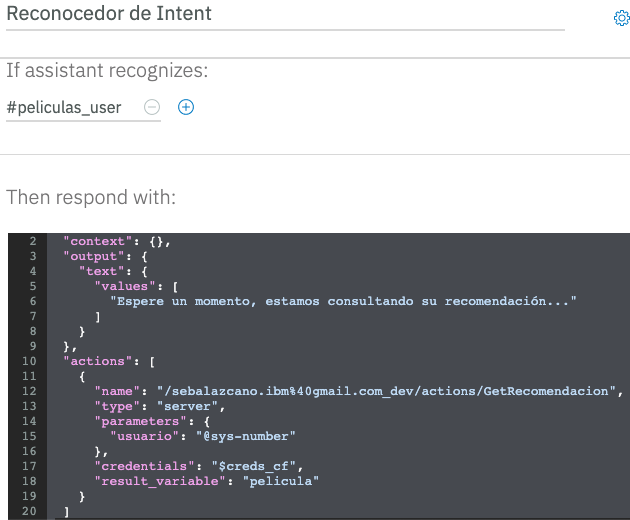 Reconocedor de Intent
If assistant recognizes:
#peliculas_user
Then respond with:
2 "context": {},
3 "output": {
4 "text": {
5 "values": [
6 "Espere un momento, estamos consultando su recomendación..."
7 ]
8 }
9 },
10 "actions": [
11 {
12 "name": "/sebalazcano.ibm%40gmail.com_dev/actions/GetRecomendacion",
13 "type": "server",
14 "parameters": {
15 "usuario": "@sys-number"
16 },
17 "credentials": "$creds_cf",
18 "result_variable": "pelicula"
19 }
20 ]